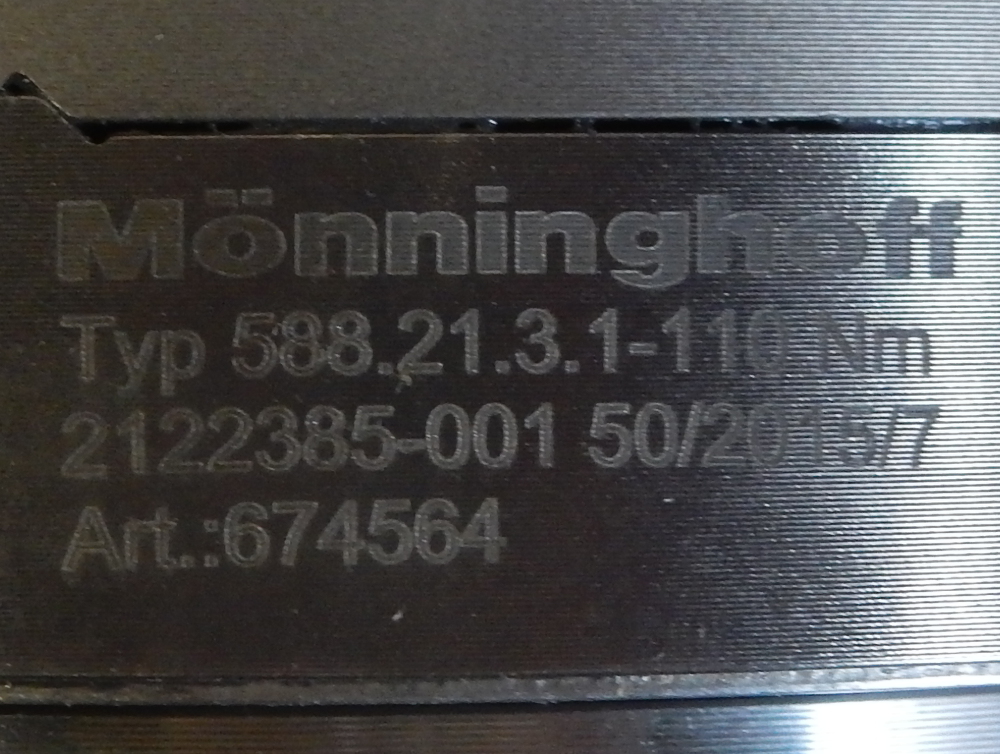 Mönninghoff
Typ 588.21.3.1-110 Nm
2122385-001 50/2015/7
Art.:674564